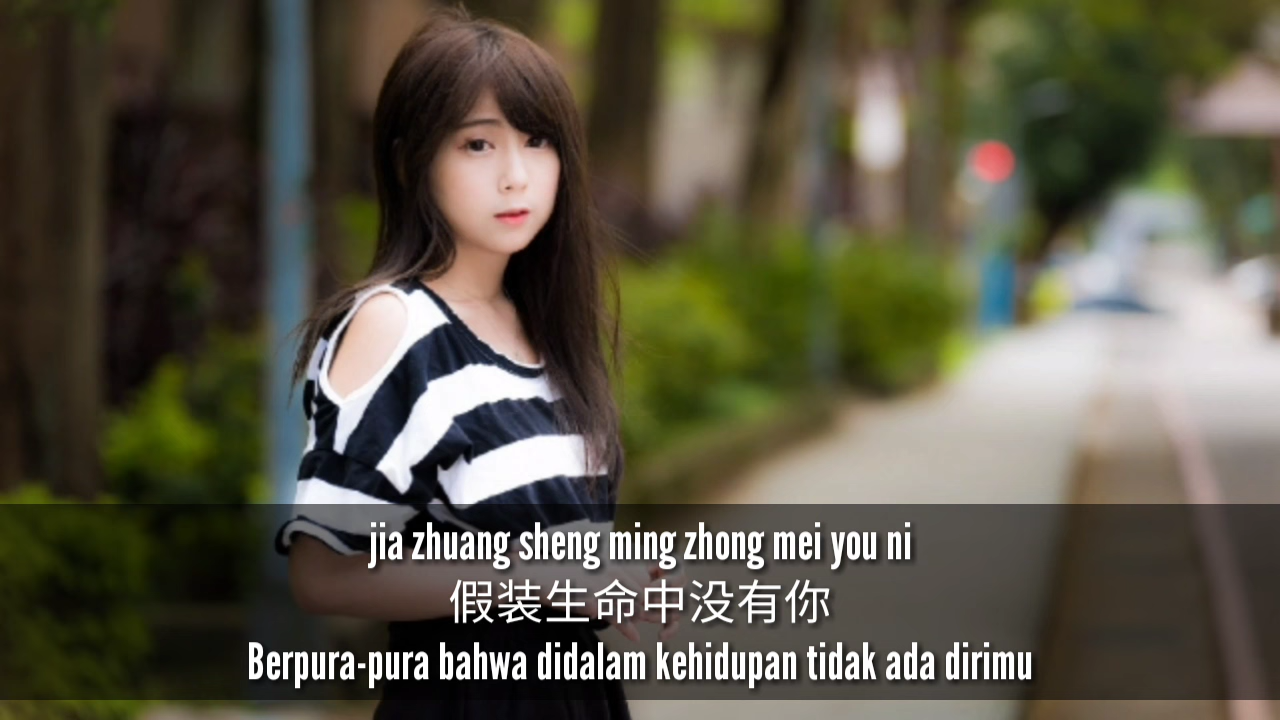 jia zhuang sheng ming zhong mei you ni
假装生命中没有你
Berpura-pura bahwa didalam kehidupan tidak ada dirimu